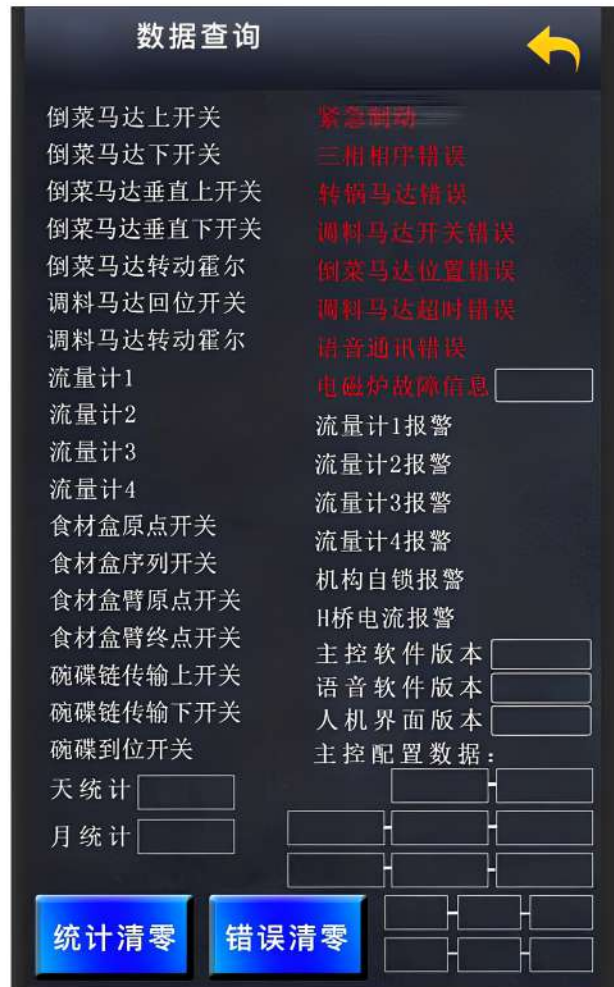 数据查询
倒菜马达上开关
倒菜马达下开关
倒菜马达垂直上开关
倒菜马达垂直下开关
倒菜马达转动霍尔
调料马达回位开关
调料马达转动霍尔
流量计1
流量计2
流量计3
流量计4
食材盒原点开关
食材盒序列开关
食材盒臂原点开关
食材盒臂终点开关
碗碟链传输上开关
碗碟链传输下开关
碗碟到位开关
天统计
月统计
紧急制动
三相相序错误
转锅马达错误
调料马达开关错误
倒菜马达位置错误
调料马达超时错误
语音通讯错误
电磁炉故障信息
流量计1报警
流量计2报警
流量计3报警
流量计4报警
机构自锁报警
H桥电流报警
主控软件版本
语音软件版本
人机界面版本
主控配置数据：
统计清零
错误清零